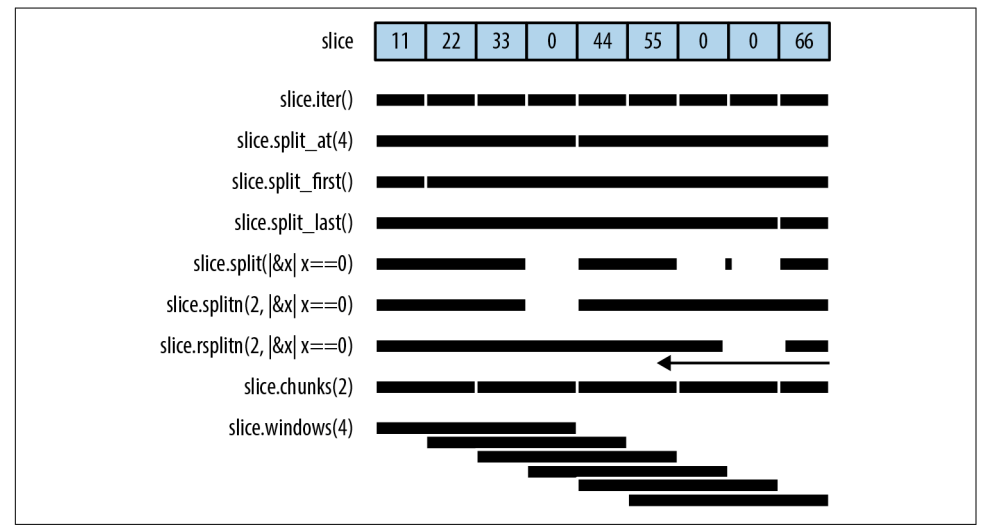 slice 11 22 33 0 44 55 0 0 66
slice.iter()
slice.split_at(4)
slice.split_first()
slice.split_last()
slice.split(|&x| x==0)
slice.splitn(2, |&x| x==0)
slice.rsplitn(2, |&x| x==0)
slice.chunks(2)
slice.windows(4)